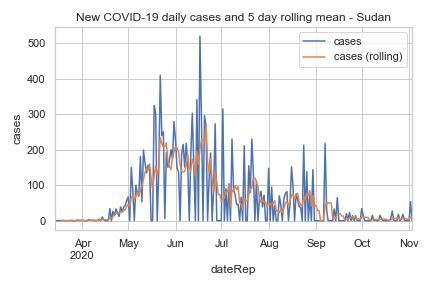 New COVID-19 daily cases and 5 day rolling mean - Sudan
cases
cases (rolling)
500
400
300
200
100
0
cases
Apr
2020
May
Jun
Jul
Aug
Sep
Oct
Nov
dateRep